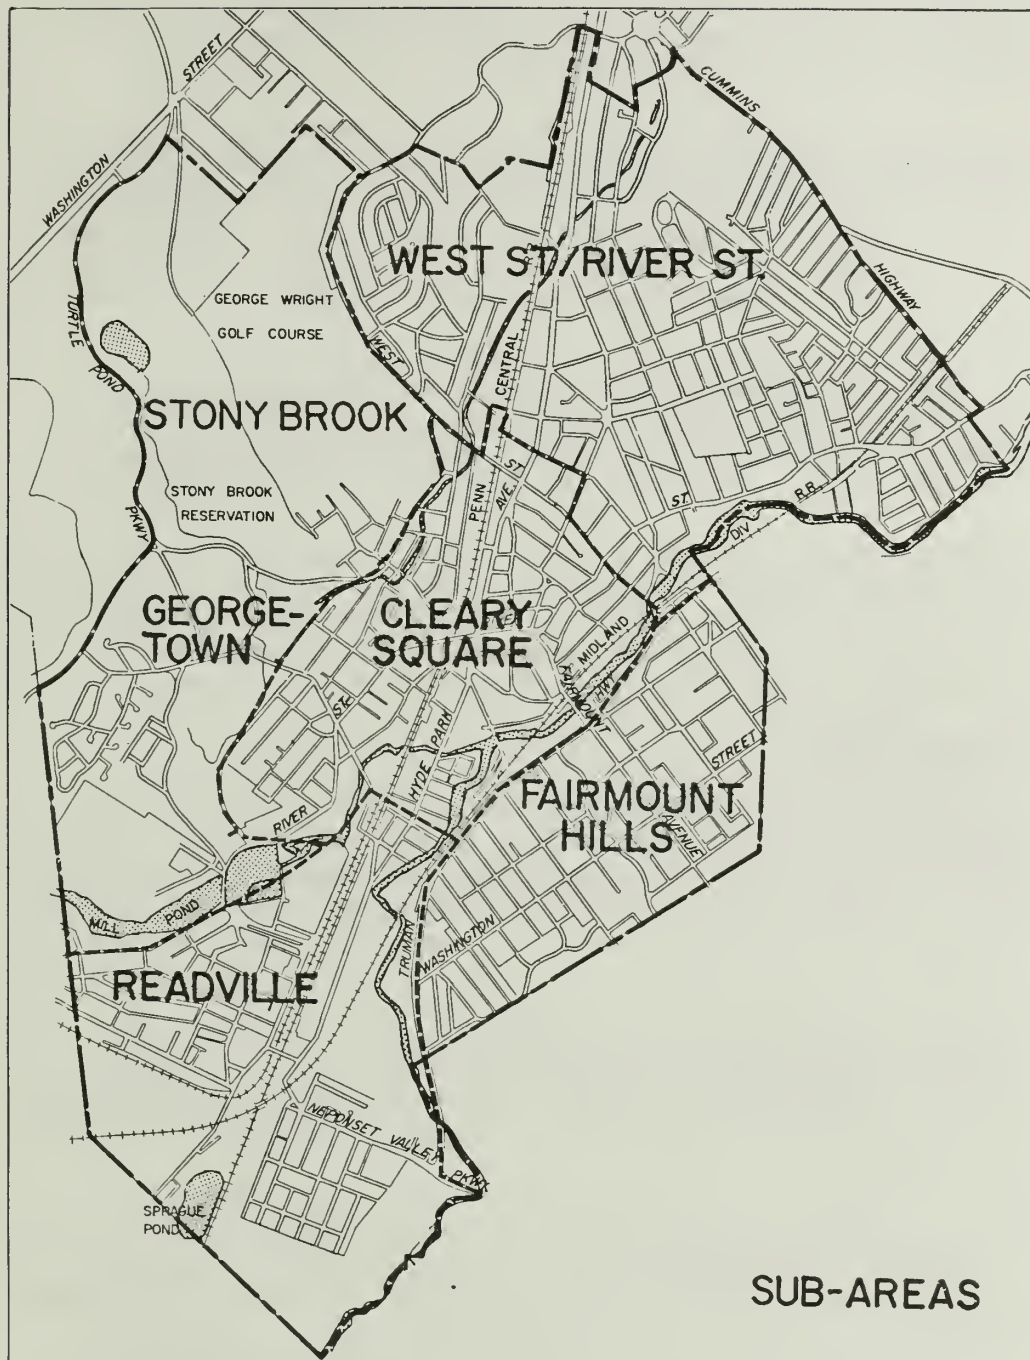 STREET
WASHINGTON
CUMMINS
WEST ST./RIVER ST.
HIGHWAY
GEORGE WRIGHT
GOLF COURSE
TURTLE
POND
PKWY
WEST
ST.
PENN
CENTRAL
R.R.
STONY BROOK
STONY BROOK
RESERVATION
AVE.
ST.
R.R.
DIV
MIDLAND
GEORGE-
TOWN
CLEARY
SQUARE
FAIRMOUNT
HWY
ST.
HYDE PARK
RIVER
STREET
FAIRMOUNT
HILLS
AVENUE
MILL POND
TRUMAN
WASHINGTON
READVILLE
NEPONSET VALLEY PKWY
SPRAGUE
POND
SUB-AREAS